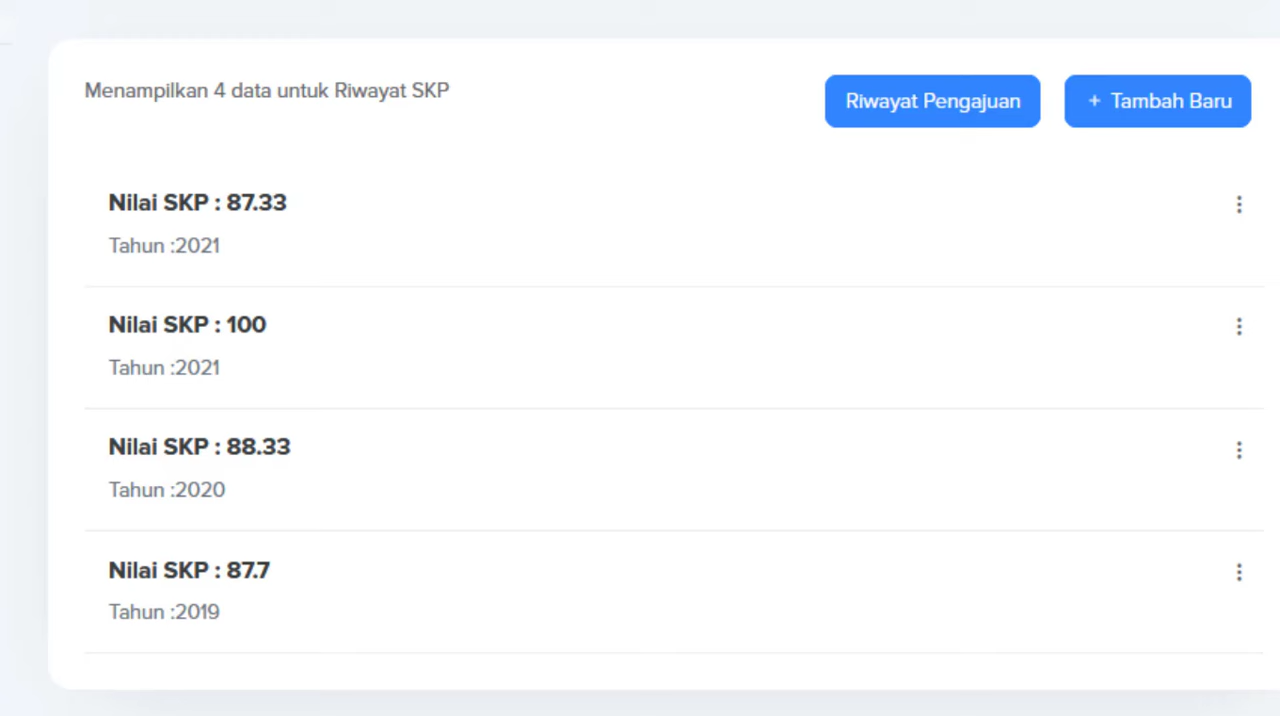 Menampilkan 4 data untuk Riwayat SKP
Riwayat Pengajuan
+ Tambah Baru
Nilai SKP : 87.33
Tahun :2021
Nilai SKP : 100
Tahun :2021
Nilai SKP : 88.33
Tahun :2020
Nilai SKP : 87.7
Tahun :2019